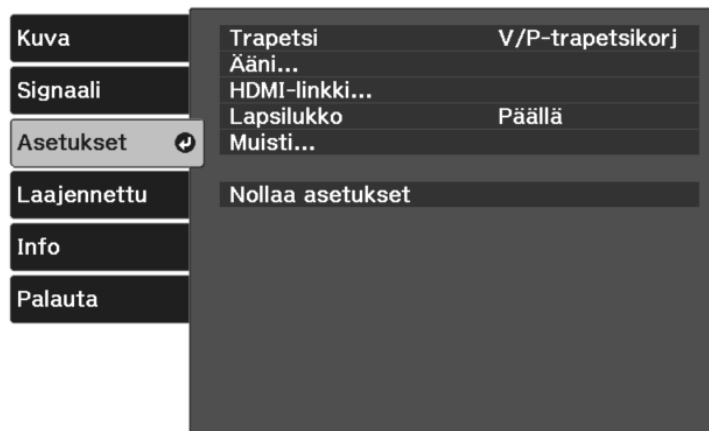 Kuva
Signaali
Asetukset
Laajennettu
Info
Palauta
Trapetsi V/P-trapetsikorj
Ääni...
HDMI-linkki...
Lapsilukko Päällä
Muisti...
Nollaa asetukset